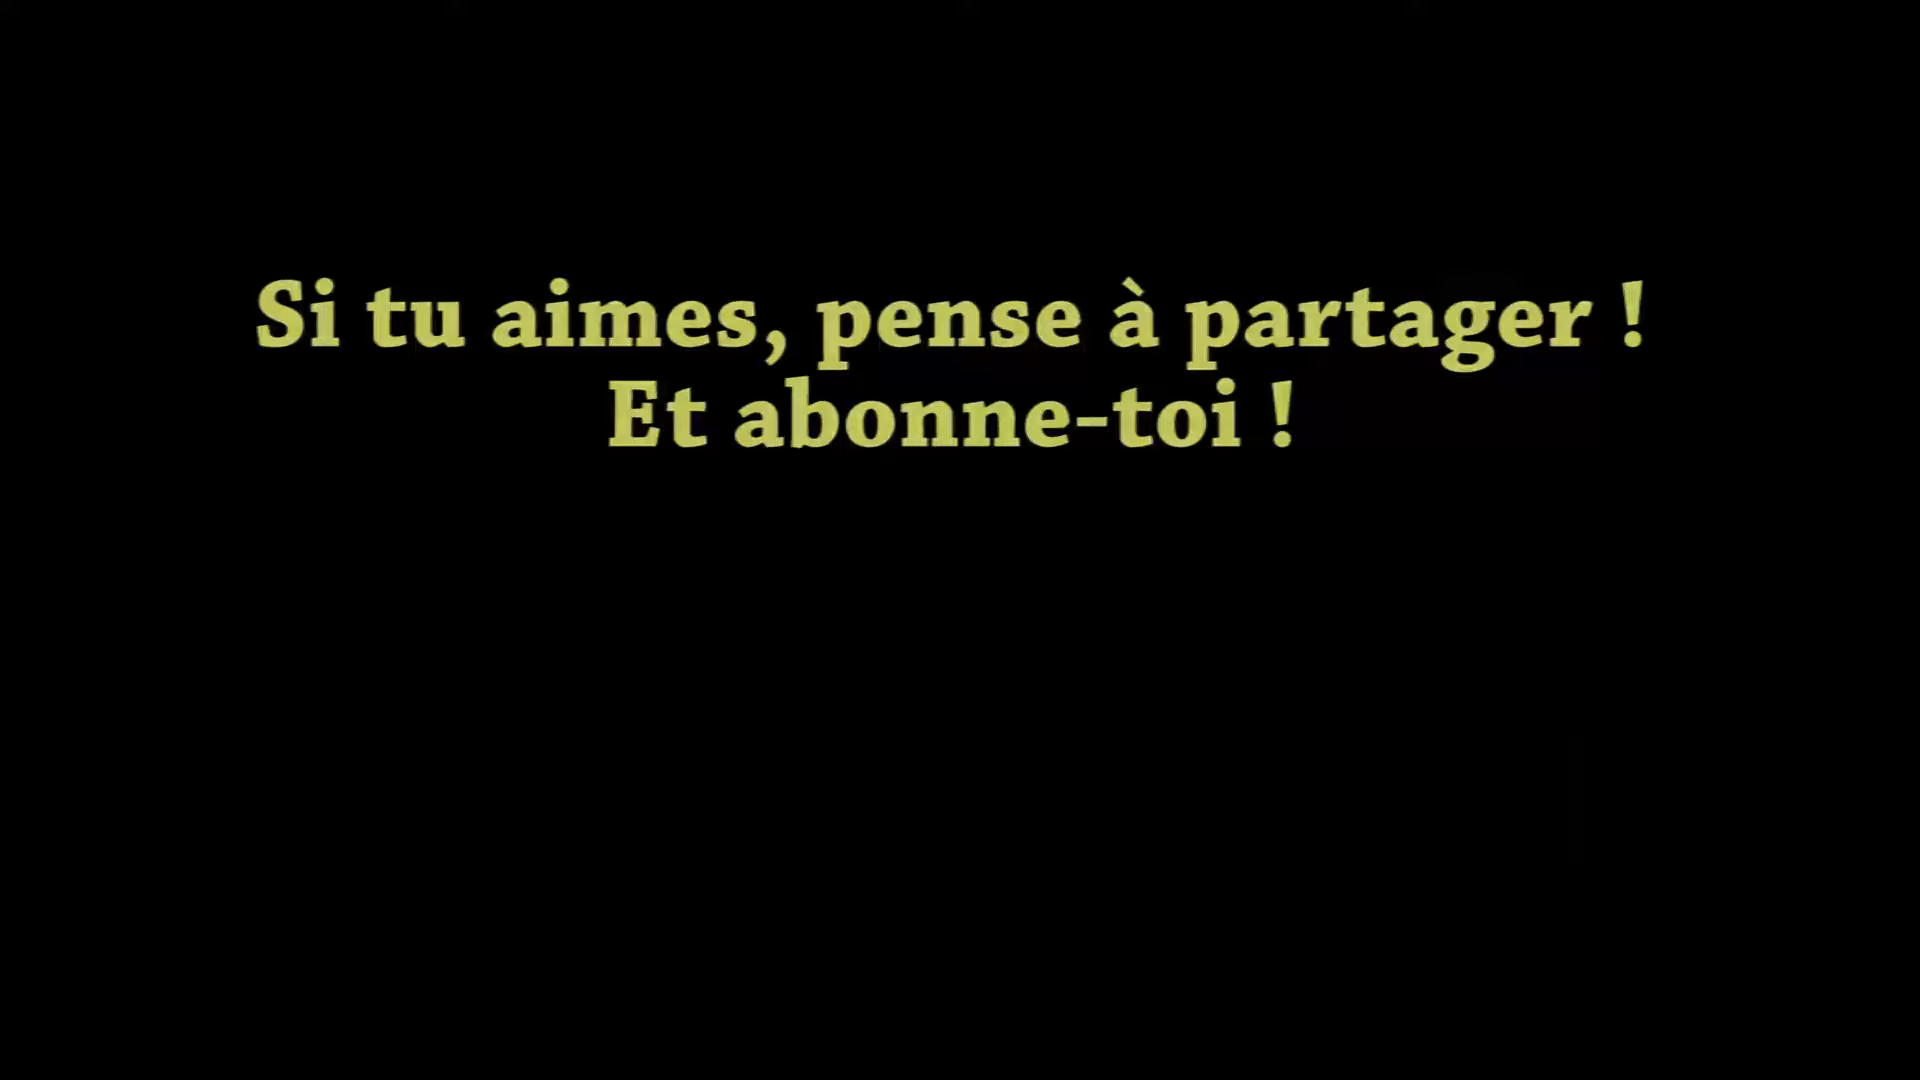 Si tu aimes, pense à partager !
Et abonne-toi !